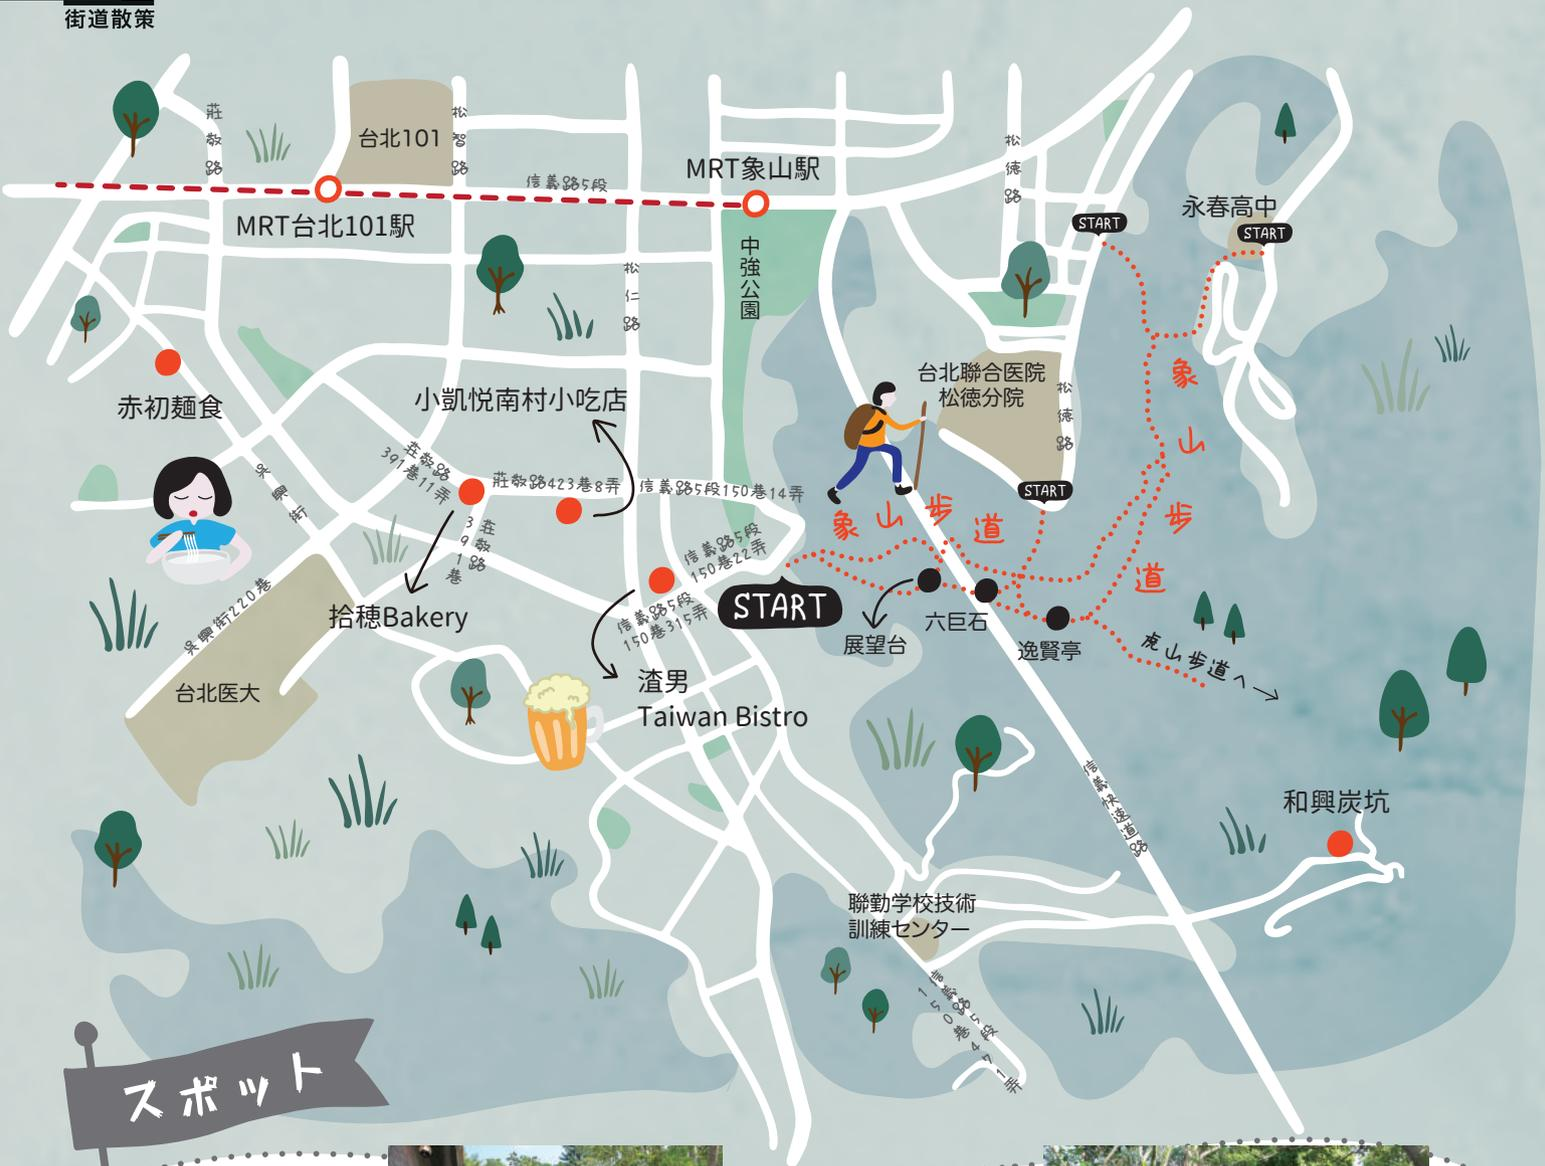 街道散策
莊敬路
台北101
松智路
MRT象山駅
信義路5段
MRT台北101駅
松德路
永春高中
START
START
中強公園
松仁路
赤初麺食
小凱悦南村小吃店
台北聯合医院
松徳分院
松德路
象山步道
莊敬路
391巷11弄
莊敬路423巷8弄
信義路5段150巷14弄
START
吳興街
莊敬路
391巷
象山步道
信義路5段
150巷22弄
START
吳興街220巷
拾穂Bakery
信義路5段
150巷315弄
展望台
六巨石
逸賢亭
虎山步道へ
台北医大
渣男
Taiwan Bistro
信義快速道路
和興炭坑
聯勤学校技術
訓練センター
信義路5段
150巷471弄
スポット